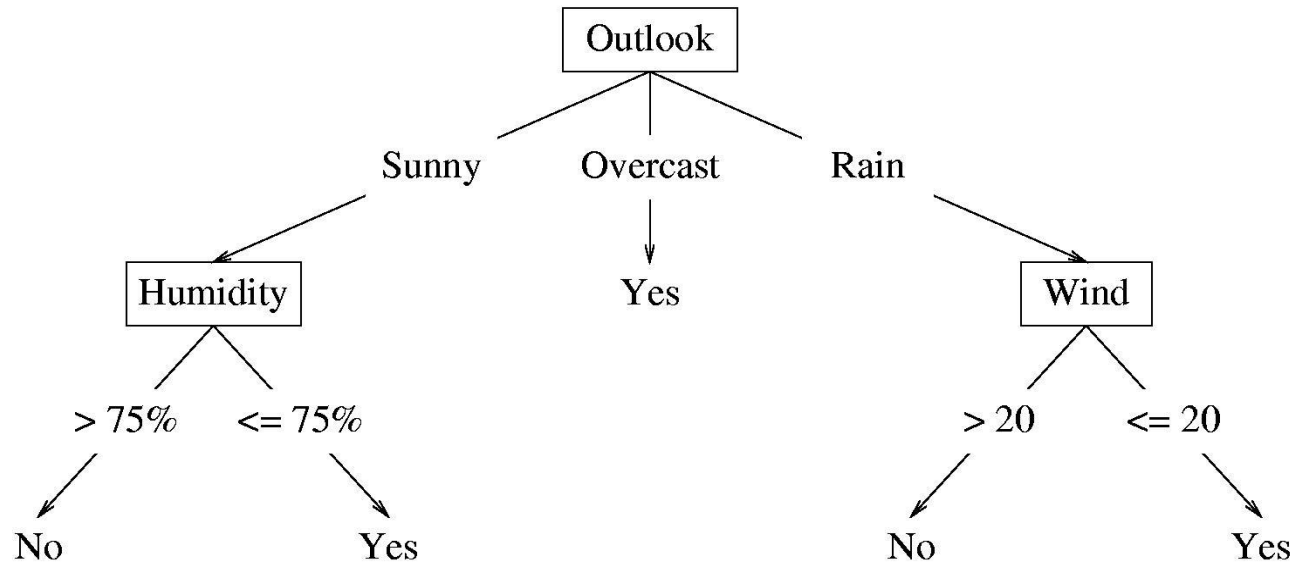 Outlook
Sunny Overcast Rain
Humidity Yes Wind
> 75% <= 75% > 20 <= 20
No Yes No Yes